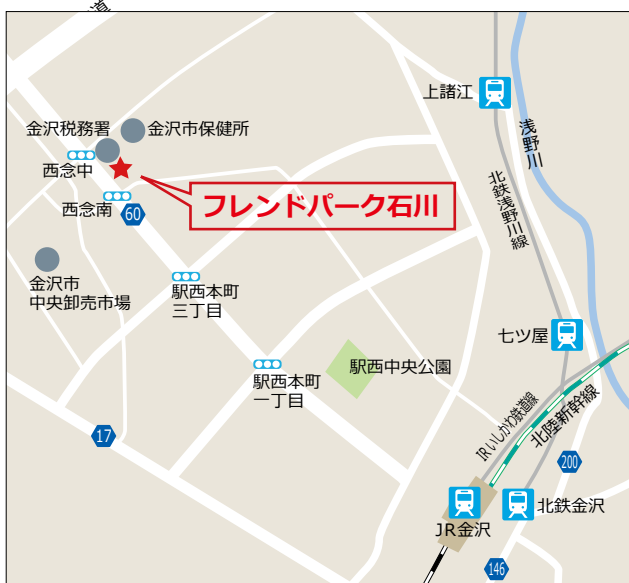 道
上諸江
浅野川
金沢税務署
金沢市保健所
西念中
北鉄浅野川線
西念南
60
フレンドパーク石川
金沢市
中央卸売市場
駅西本町
三丁目
七ツ屋
駅西本町
一丁目
駅西中央公園
IRいしかわ鉄道線
北陸新幹線
17
200
JR金沢
北鉄金沢
146